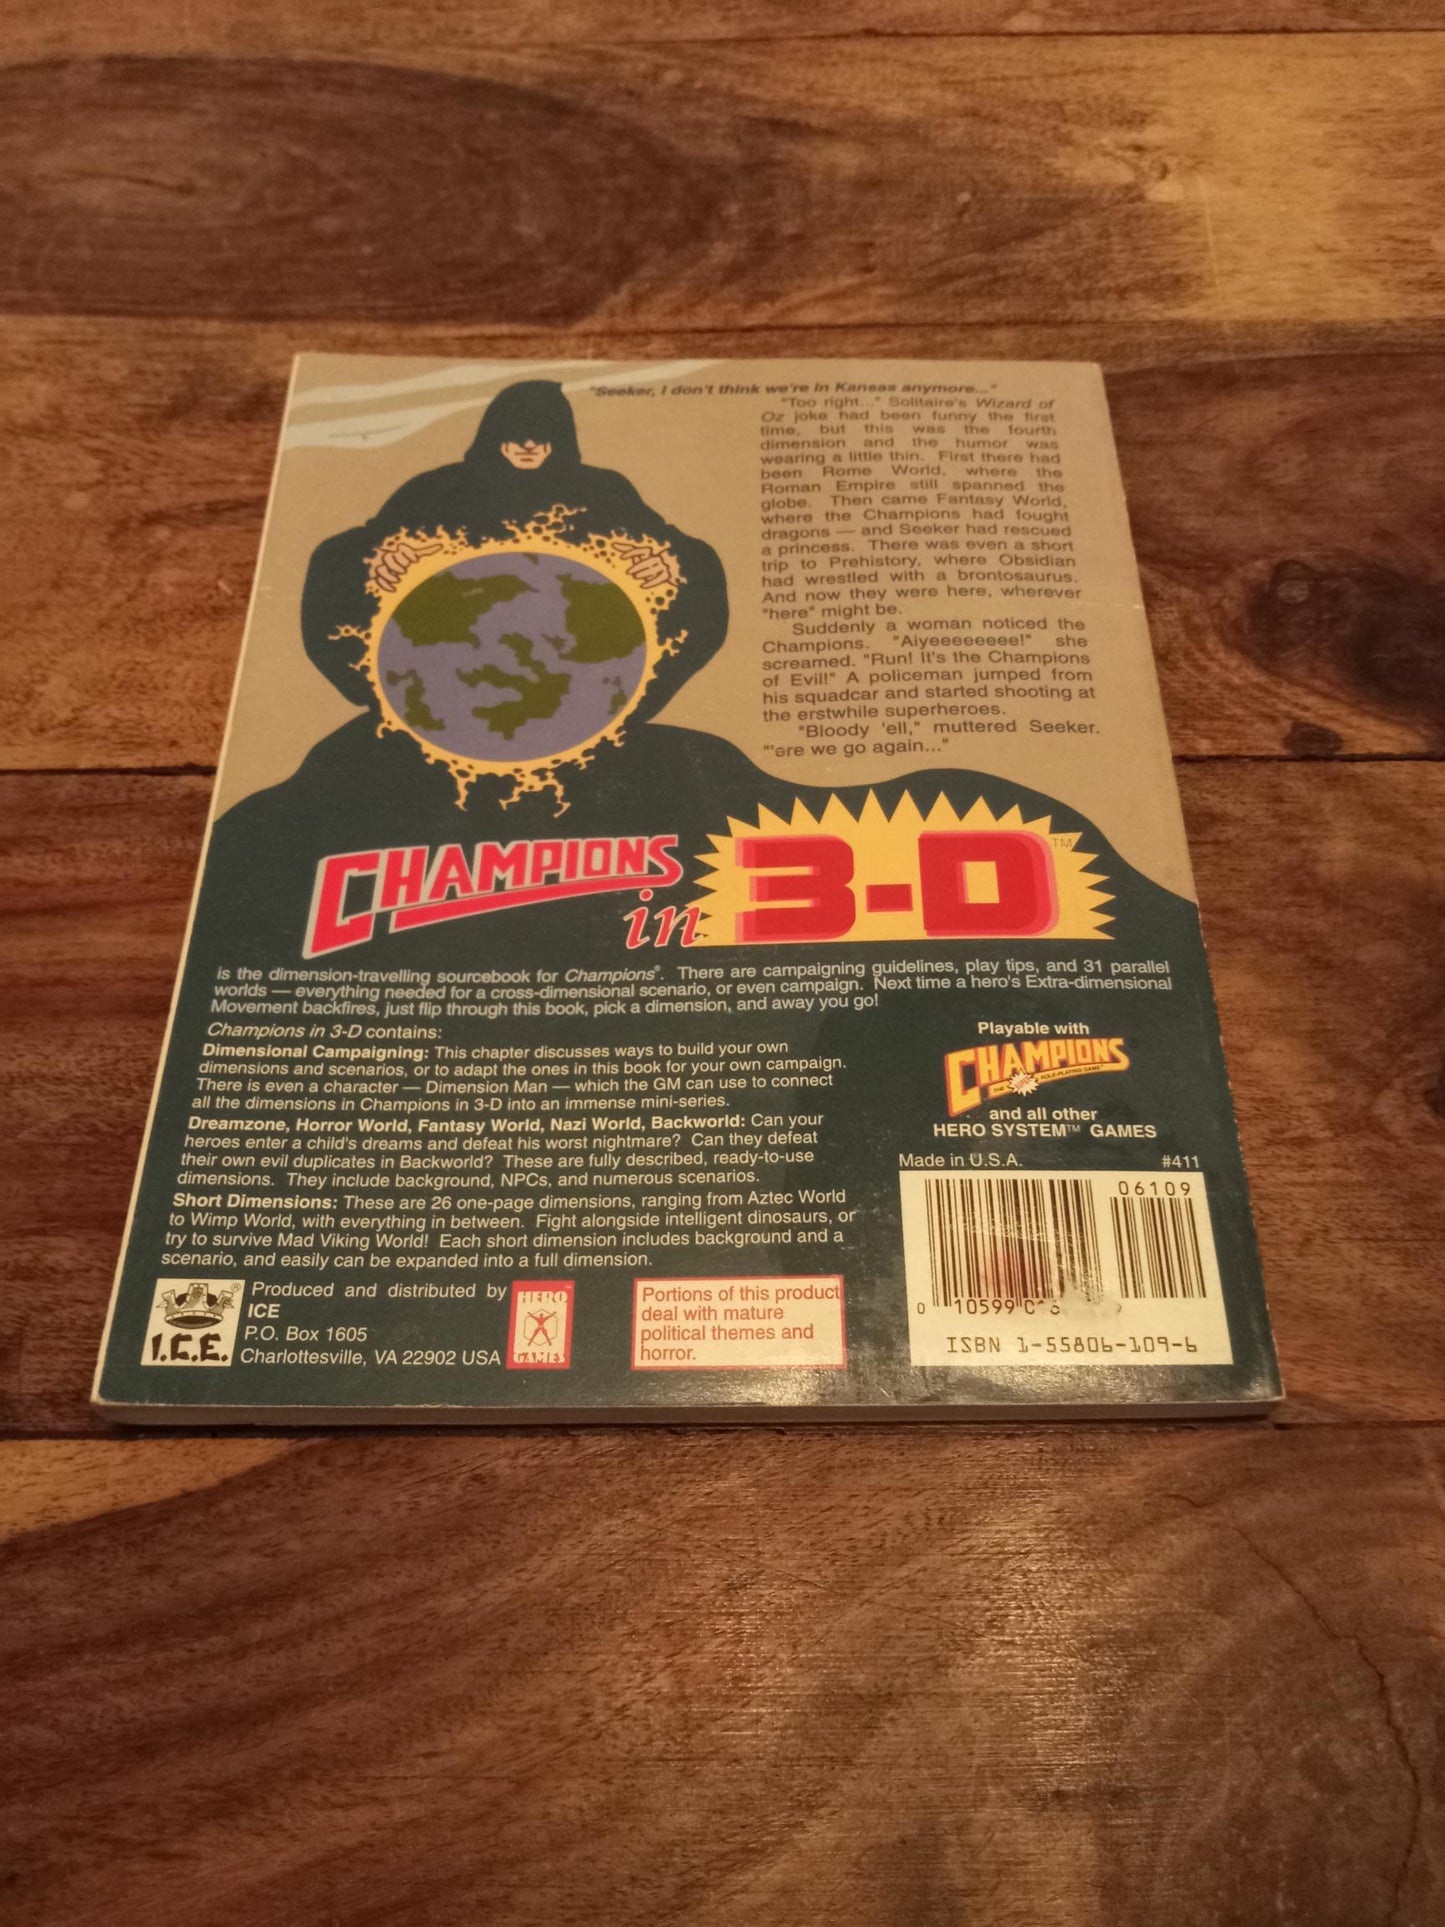 "Seeker, I don't think we're in Kansas anymore..."
"Too right..." Solitaire's Wizard of
Oz joke had been funny the first
time, but this was the fourth
dimension and the humor was
wearing a little thin. First there had
been Rome World, where the
Roman Empire still spanned the
globe. Then came Fantasy World,
where the Champions had fought
dragons — and Seeker had rescued
a princess. There was even a short
trip to Prehistory, where Obsidian
had wrestled with a brontosaurus.
And now they were here, wherever
"here" might be.
Suddenly a woman noticed the
Champions. "Aiyeeeeeeee!" she
screamed. "Run! It's the Champions
of Evil!" A policeman jumped from
his squadcar and started shooting at
the erstwhile superheroes.
"Bloody 'ell," muttered Seeker.
"'ere we go again..."
CHAMPIONS
in 3-D™
is the dimension-travelling sourcebook for Champions®. There are campaigning guidelines, play tips, and 31 parallel
worlds — everything needed for a cross-dimensional scenario, or even campaign. Next time a hero's Extra-dimensional
Movement backfires, just flip through this book, pick a dimension, and away you go!
Champions in 3-D contains:
Dimensional Campaigning: This chapter discusses ways to build your own
dimensions and scenarios, or to adapt the ones in this book for your own campaign.
There is even a character — Dimension Man — which the GM can use to connect
all the dimensions in Champions in 3-D into an immense mini-series.
Dreamzone, Horror World, Fantasy World, Nazi World, Backworld: Can your
heroes enter a child's dreams and defeat his worst nightmare? Can they defeat
their own evil duplicates in Backworld? These are fully described, ready-to-use
dimensions. They include background, NPCs, and numerous scenarios.
Short Dimensions: These are 26 one-page dimensions, ranging from Aztec World
to Wimp World, with everything in between. Fight alongside intelligent dinosaurs, or
try to survive Mad Viking World! Each short dimension includes background and a
scenario, and easily can be expanded into a full dimension.
Playable with
CHAMPIONS
THE SUPER ROLE-PLAYING GAME
and all other
HERO SYSTEM™ GAMES
Made in U.S.A. #411
06109
0 10599
ISBN 1-55806-109-6
I.C.E.®
Produced and distributed by
ICE
P.O. Box 1605
Charlottesville, VA 22902 USA
HERO™
GAMES
Portions of this product
deal with mature
political themes and
horror.